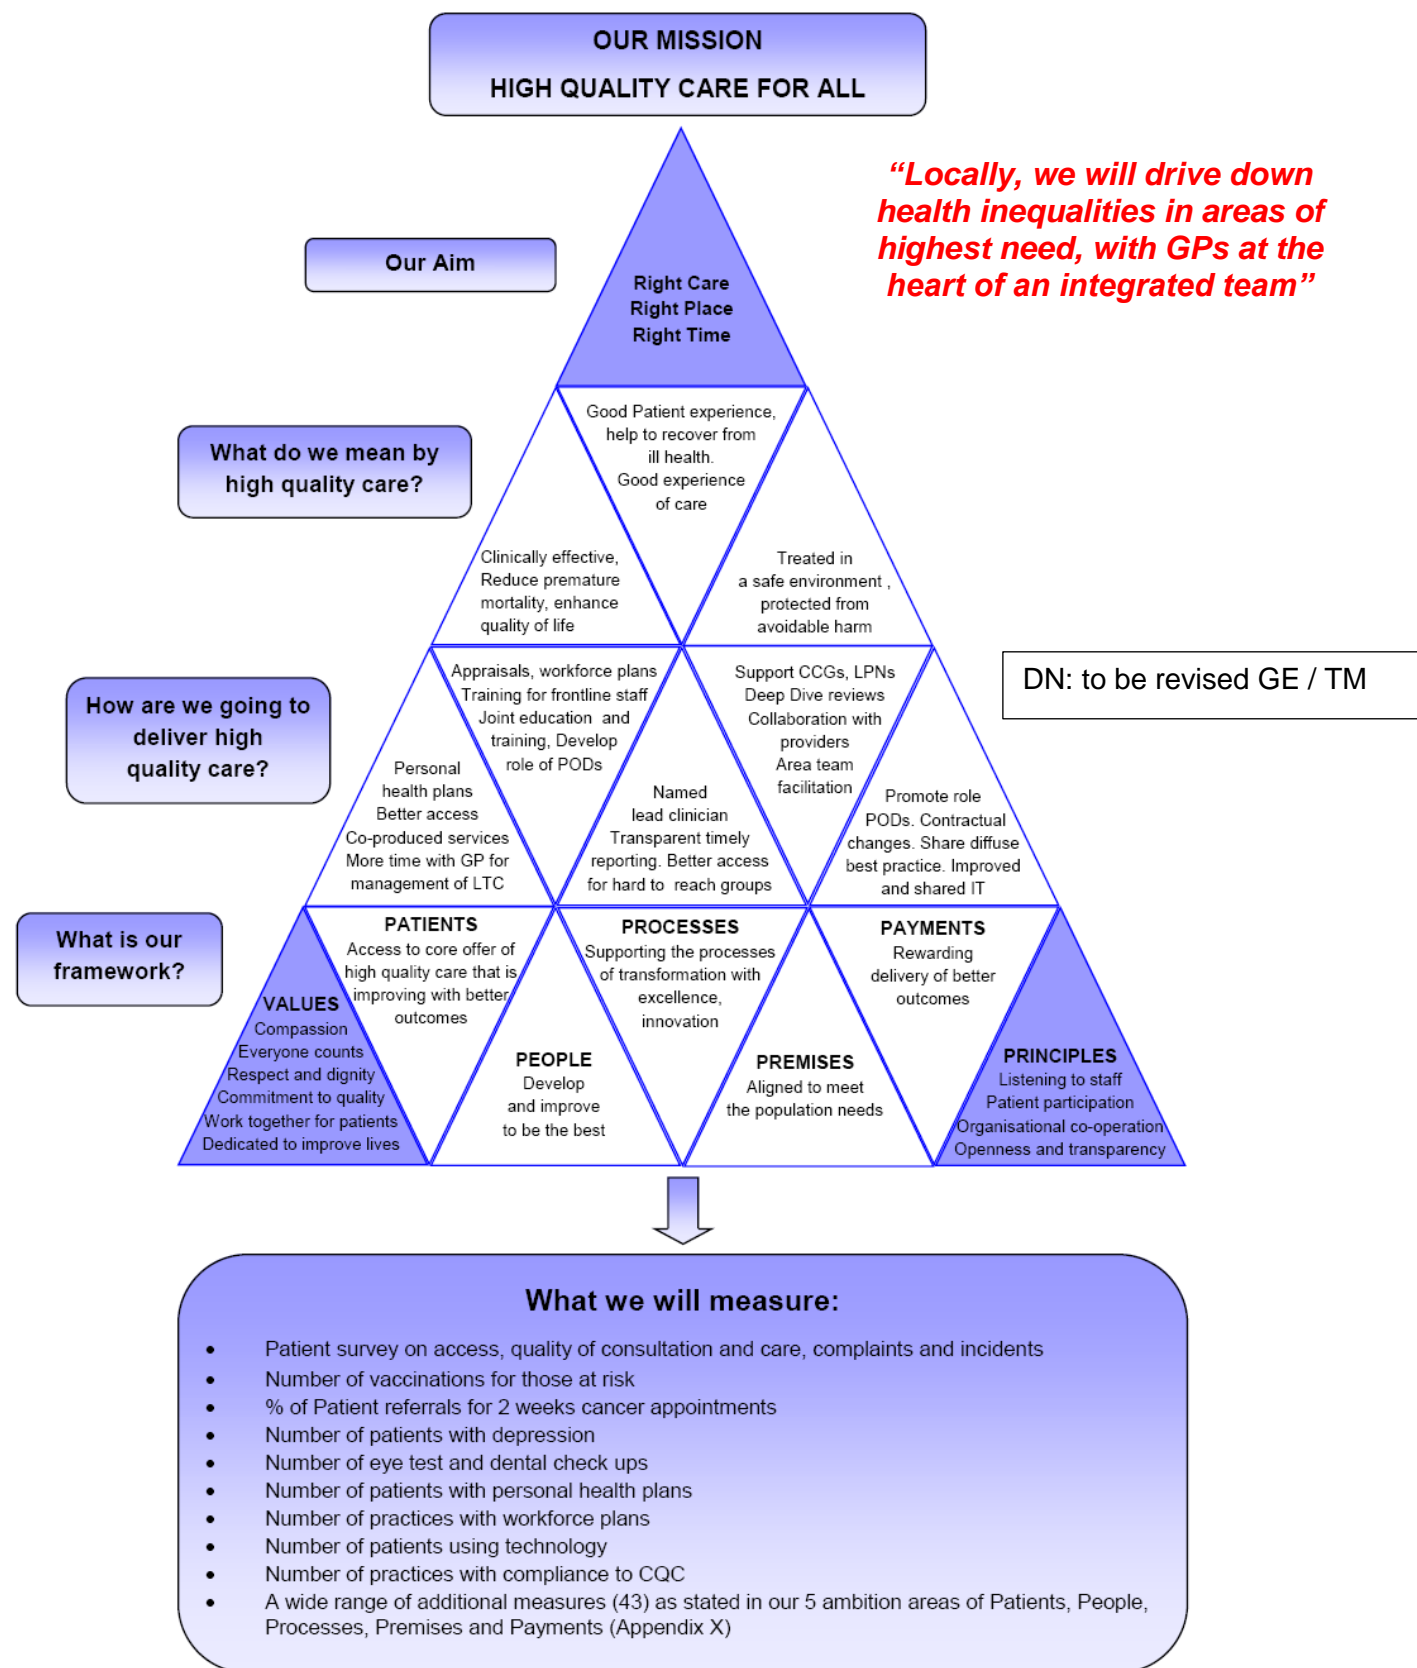 OUR MISSION
HIGH QUALITY CARE FOR ALL
“Locally, we will drive down
health inequalities in areas of
highest need, with GPs at the
heart of an integrated team”
Our Aim
Right Care
Right Place
Right Time
What do we mean by
high quality care?
Good Patient experience,
help to recover from
ill health.
Good experience
of care
Clinically effective,
Reduce premature
mortality, enhance
quality of life
Treated in
a safe environment ,
protected from
avoidable harm
DN: to be revised GE / TM
How are we going to
deliver high
quality care?
Personal
health plans
Better access
Co-produced services
More time with GP for
management of LTC
Appraisals, workforce plans
Training for frontline staff
Joint education and
training, Develop
role of PODs
Named
lead clinician
Transparent timely
reporting. Better access
for hard to reach groups
Support CCGs, LPNs
Deep Dive reviews
Collaboration with
providers
Area team
facilitation
Promote role
PODs. Contractual
changes. Share diffuse
best practice. Improved
and shared IT
What is our
framework?
VALUES
Compassion
Everyone counts
Respect and dignity
Commitment to quality
Work together for patients
Dedicated to improve lives
PATIENTS
Access to core offer of
high quality care that is
improving with better
outcomes
PEOPLE
Develop
and improve
to be the best
PROCESSES
Supporting the processes
of transformation with
excellence,
innovation
PREMISES
Aligned to meet
the population needs
PAYMENTS
Rewarding
delivery of better
outcomes
PRINCIPLES
Listening to staff
Patient participation
Organisational co-operation
Openness and transparency
What we will measure:
• Patient survey on access, quality of consultation and care, complaints and incidents
• Number of vaccinations for those at risk
• % of Patient referrals for 2 weeks cancer appointments
• Number of patients with depression
• Number of eye test and dental check ups
• Number of patients with personal health plans
• Number of practices with workforce plans
• Number of patients using technology
• Number of practices with compliance to CQC
• A wide range of additional measures (43) as stated in our 5 ambition areas of Patients, People,
Processes, Premises and Payments (Appendix X)